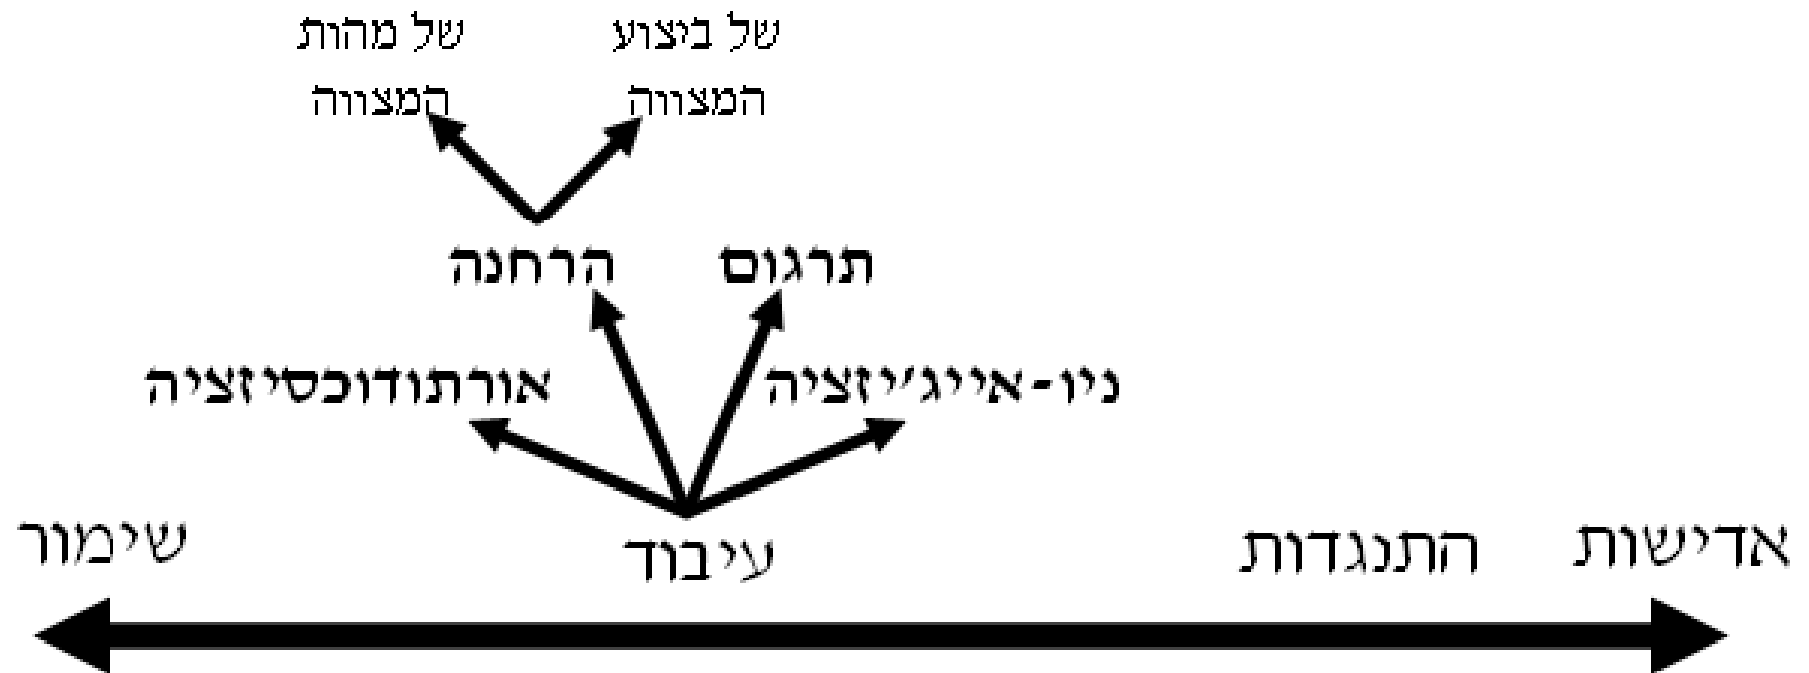 של ביצוע
המצווה
של מהות
המצווה
תרגום
הרחנה
ניו-אייג'יזציה
אורתודוכסיזציה
אדישות
התנגדות
עיבוד
שימור